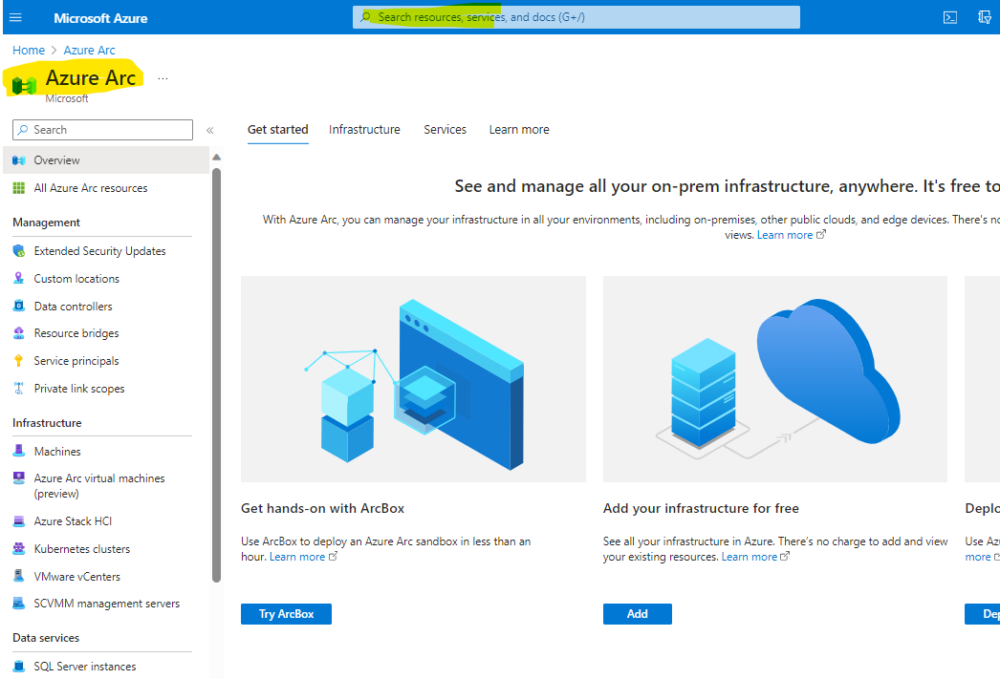 Microsoft Azure
Search resources, services, and docs (G+/)
Home > Azure Arc
Azure Arc
...
Microsoft
Search
«
Overview
All Azure Arc resources
Management
Extended Security Updates
Custom locations
Data controllers
Resource bridges
Service principals
Private link scopes
Infrastructure
Machines
Azure Arc virtual machines
(preview)
Azure Stack HCI
Kubernetes clusters
VMware vCenters
SCVMM management servers
Data services
SQL Server instances
Get started Infrastructure Services Learn more
See and manage all your on-prem infrastructure, anywhere. It's free to
With Azure Arc, you can manage your infrastructure in all your environments, including on-premises, other public clouds, and edge devices. There's no
views. Learn more
Get hands-on with ArcBox
Use ArcBox to deploy an Azure Arc sandbox in less than an
hour. Learn more
Try ArcBox
Add your infrastructure for free
See all your infrastructure in Azure. There's no charge to add and view
your existing resources. Learn more
Add
Deplo
Use Az
more
Dep